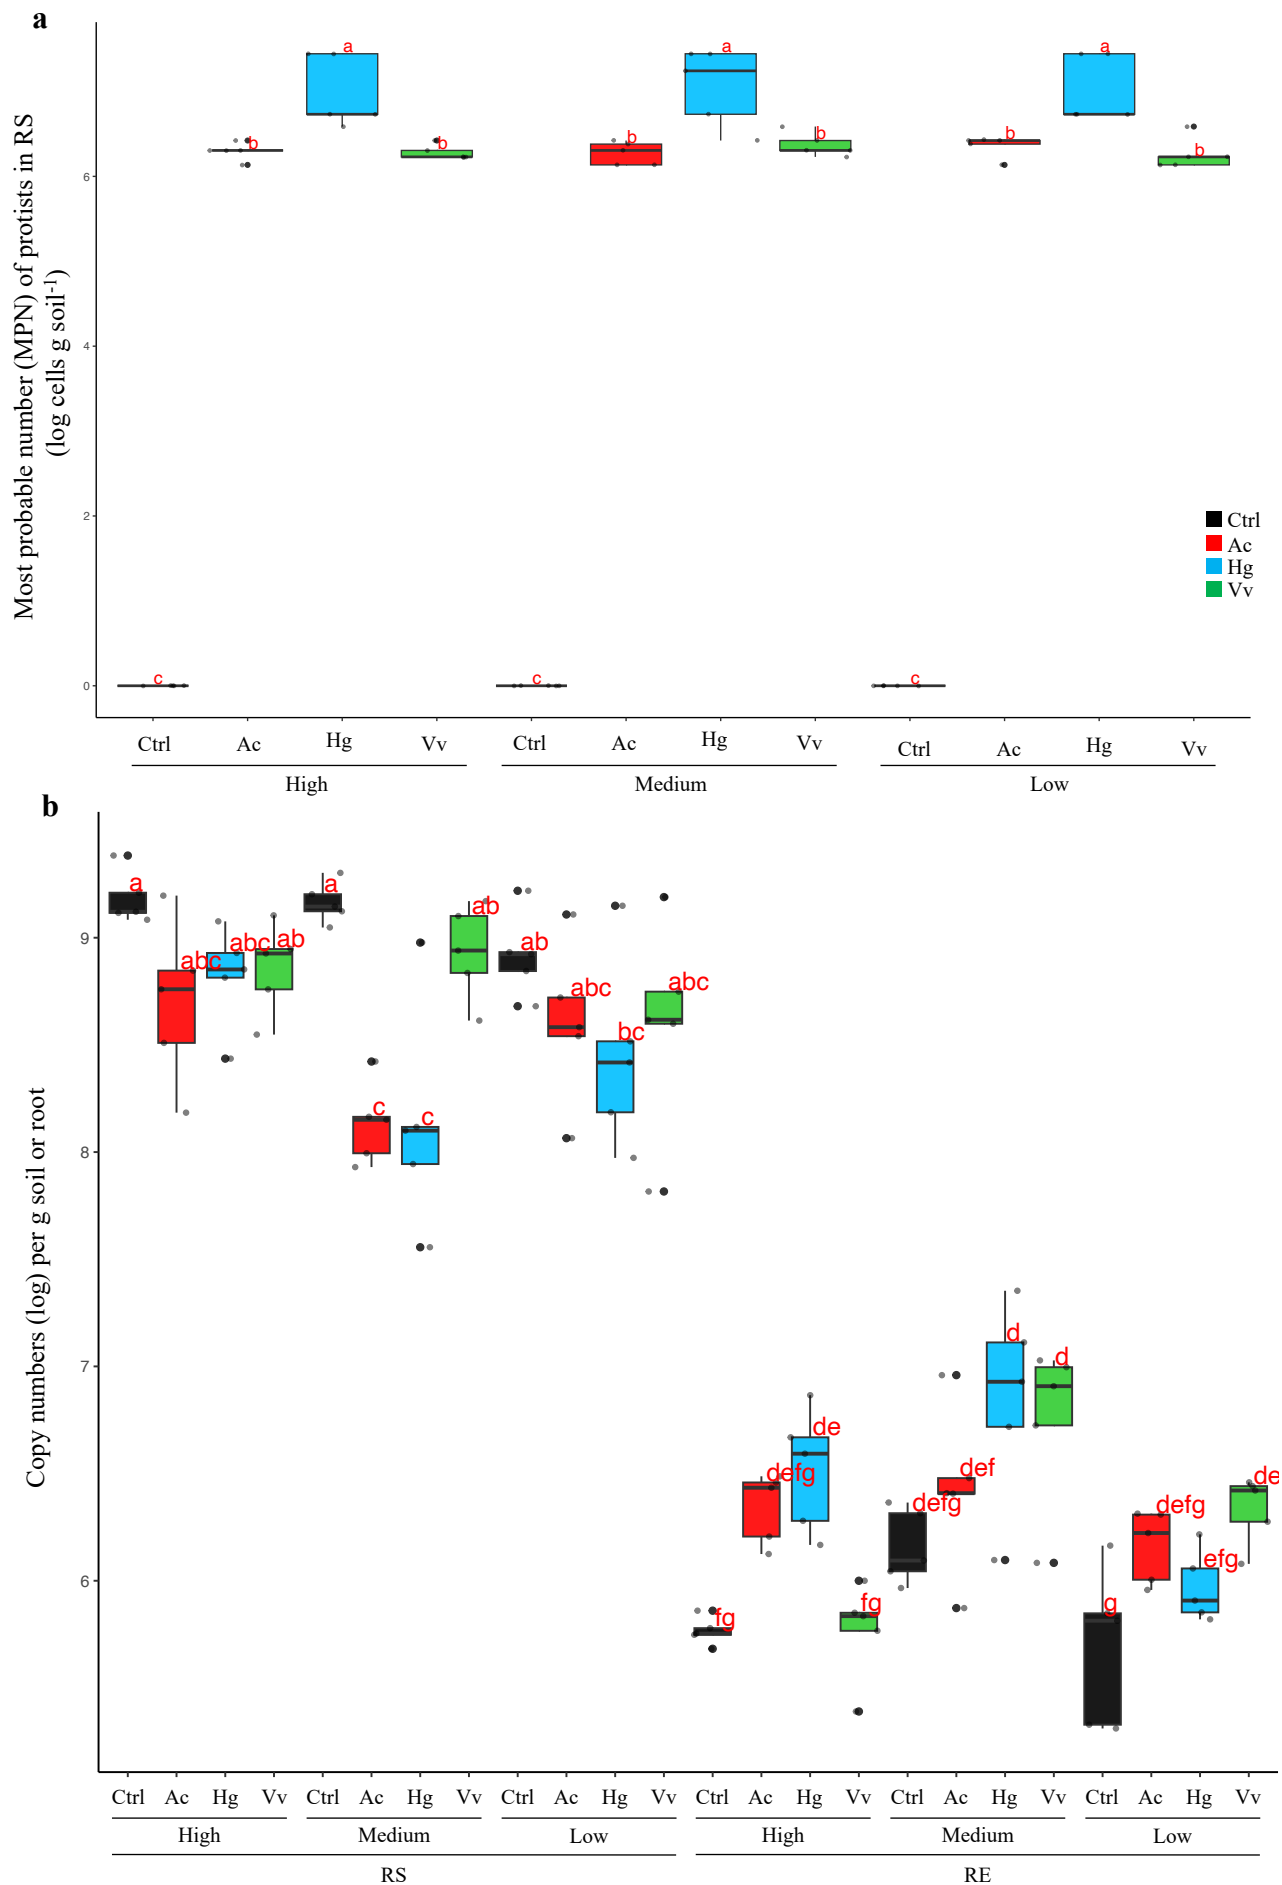 a
Most probable number (MPN) of protists in RS
(log cells g soil-1)
6
4
2
0
a
a
a
b
b
b
b
b
b
c
c
c
Ctrl
Ac
Hg
Vv
Ctrl Ac Hg Vv Ctrl Ac Hg Vv Ctrl Ac Hg Vv
High Medium Low
b
Copy numbers (log) per g soil or root
9
8
7
6
a abc abc ab a c c ab ab abc bc abc
fg defg de fg defg def d d g defg efg de
Ctrl Ac Hg Vv Ctrl Ac Hg Vv Ctrl Ac Hg Vv Ctrl Ac Hg Vv Ctrl Ac Hg Vv Ctrl Ac Hg Vv
High Medium Low High Medium Low
RS RE